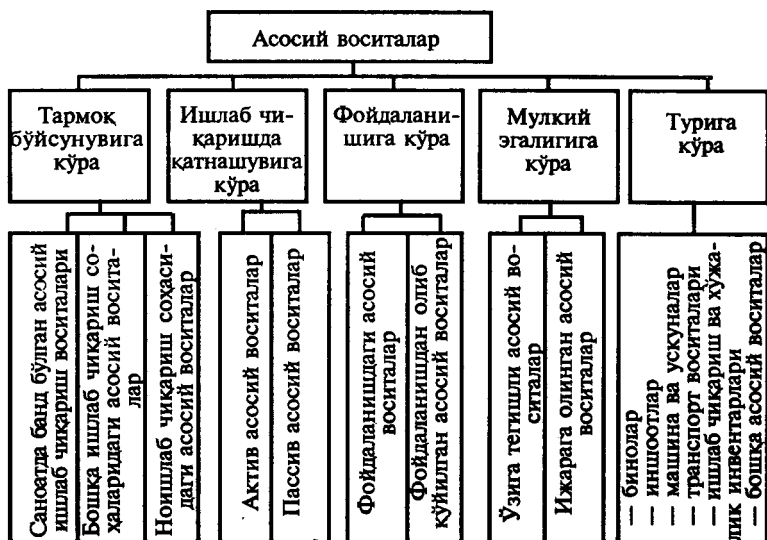 Асосий воситалар
Тармоқ
бўйсунувига
кўра
Ишлаб чи-
қаришда
қатнашувига
кўра
Фойдалани-
шига кўра
Мулкий
эгалигига
кўра
Турига
кўра
Саноатда банд бўлган асосий
ишлаб чиқариш воситалари
Бошқа ишлаб чиқариш со-
ҳаларидаги асосий восита-
лар
Ноишлаб чиқариш соҳаси-
даги асосий воситалар
Актив асосий воситалар
Пассив асосий воситалар
Фойдаланишдаги асосий
воситалар
Фойдаланишдан олиб
қўйилган асосий воситалар
Ўзига тегишли асосий во-
ситалар
Ижарага олинган асосий
воситалар
— бинолар
— иншоотлар
— машина ва ускуналар
— транспорт воситалари
— ишлаб чиқариш ва хўжа-
лик инвентарлари
— бошқа асосий воситалар